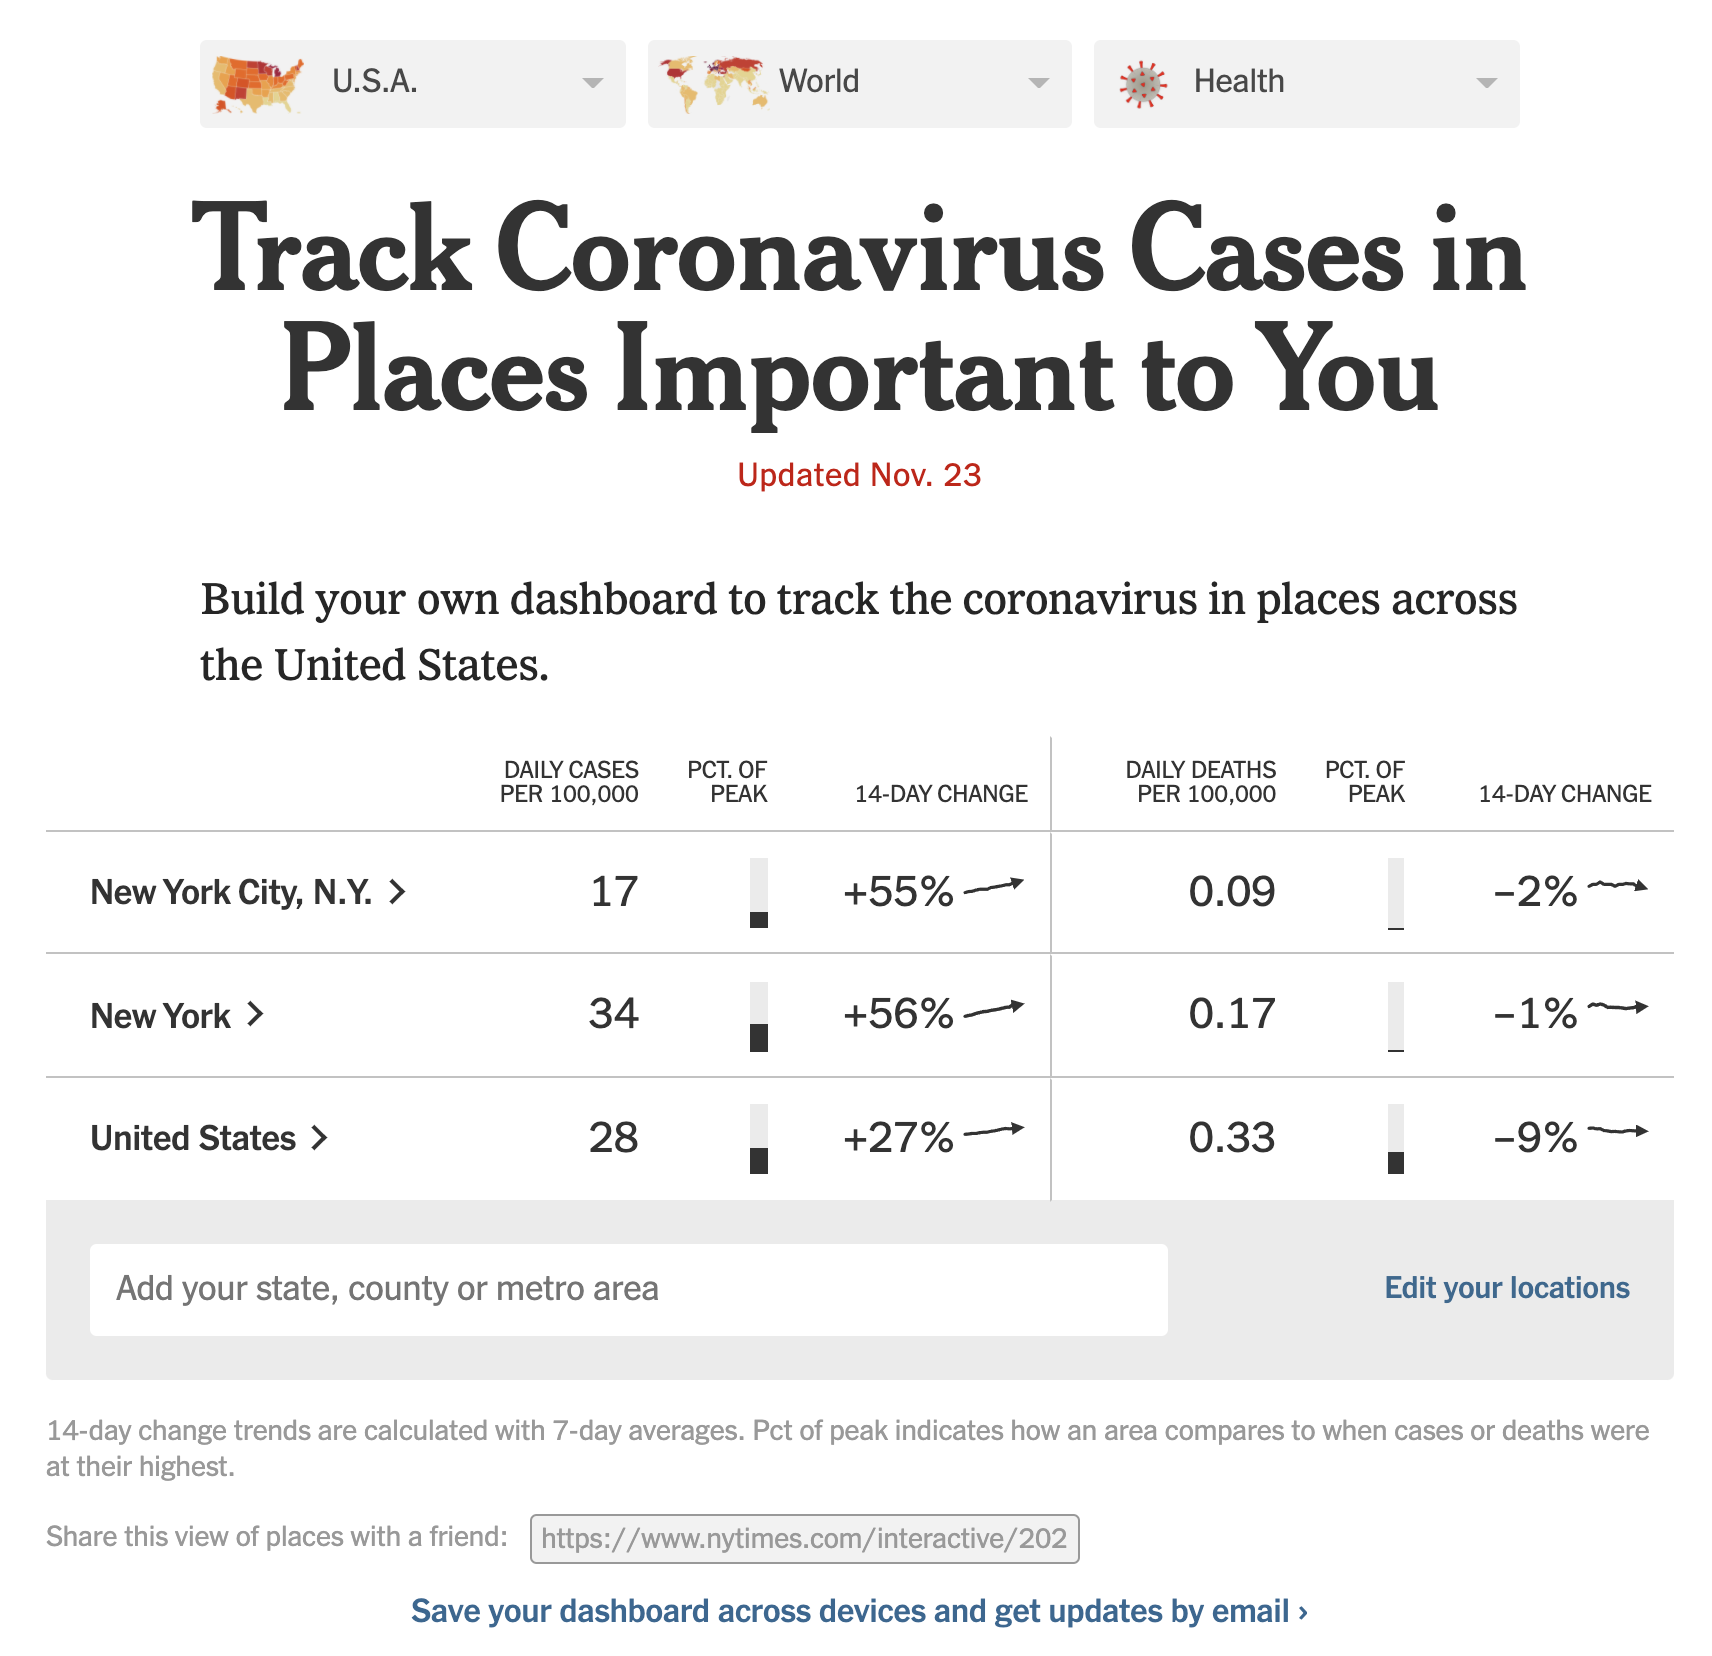 U.S.A.
World
Health
Track Coronavirus Cases in
Places Important to You
Updated Nov. 23
Build your own dashboard to track the coronavirus in places across
the United States.
DAILY CASES PER 100,000 PCT. OF PEAK 14-DAY CHANGE DAILY DEATHS PER 100,000 PCT. OF PEAK 14-DAY CHANGE
New York City, N.Y. > 17 +55% 0.09 –2%
New York > 34 +56% 0.17 –1%
United States > 28 +27% 0.33 –9%
Add your state, county or metro area
Edit your locations
14-day change trends are calculated with 7-day averages. Pct of peak indicates how an area compares to when cases or deaths were
at their highest.
Share this view of places with a friend: https://www.nytimes.com/interactive/202
Save your dashboard across devices and get updates by email ›